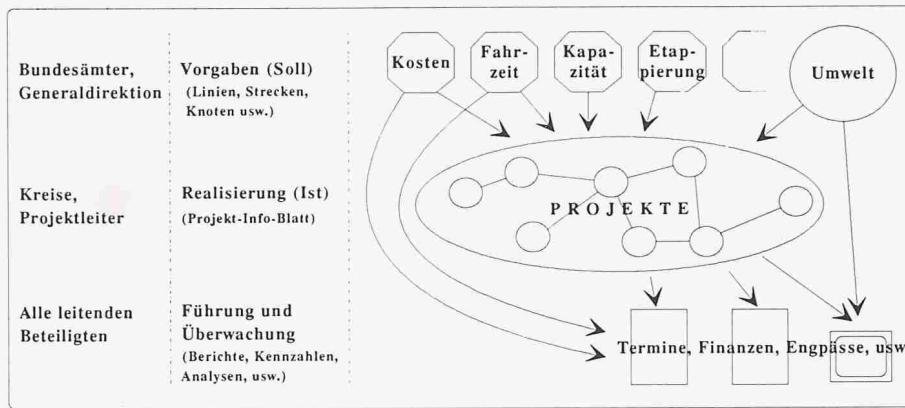 Bundesämter,
Generaldirektion
Vorgaben (Soll)
(Linien, Strecken,
Knoten usw.)
Kosten
Fahr-
zeit
Kapa-
zität
Etap-
pierung
Umwelt
Kreise,
Projektleiter
Realisierung (Ist)
(Projekt-Info-Blatt)
PROJEKTE
Alle leitenden
Beteiligten
Führung und
Überwachung
(Berichte, Kennzahlen,
Analysen, usw.)
Termine, Finanzen, Engpässe, usw